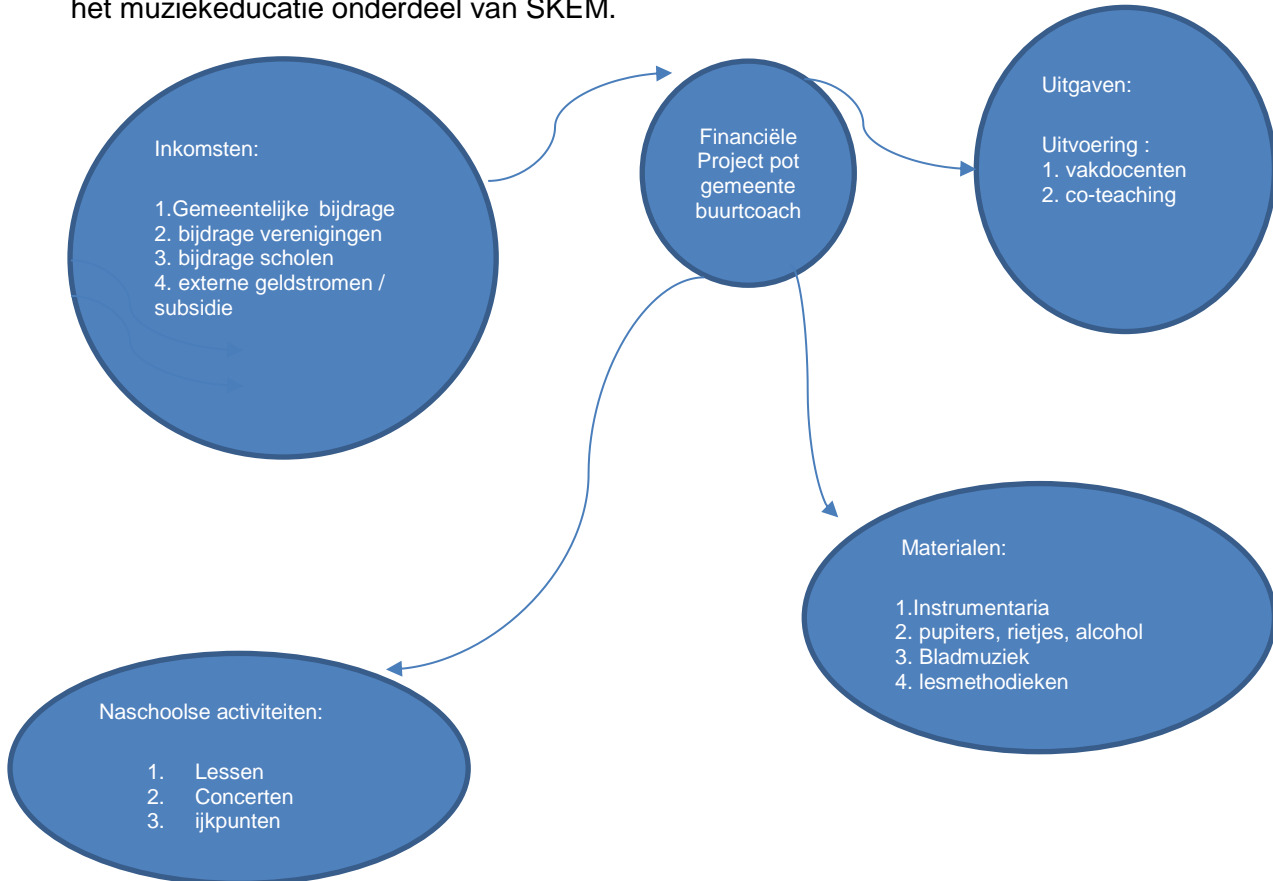 het muziekeducatie onderdeel van SKEM.
Inkomsten:
1.Gemeentelijke bijdrage
2. bijdrage verenigingen
3. bijdrage scholen
4. externe geldstromen /
subsidie
Financiële
Project pot
gemeente
buurtcoach
Uitgaven:
Uitvoering :
1. vakdocenten
2. co-teaching
Materialen:
1.Instrumentaria
2. pupiters, rietjes, alcohol
3. Bladmuziek
4. lesmethodieken
Naschoolse activiteiten:
1. Lessen
2. Concerten
3. ijkpunten